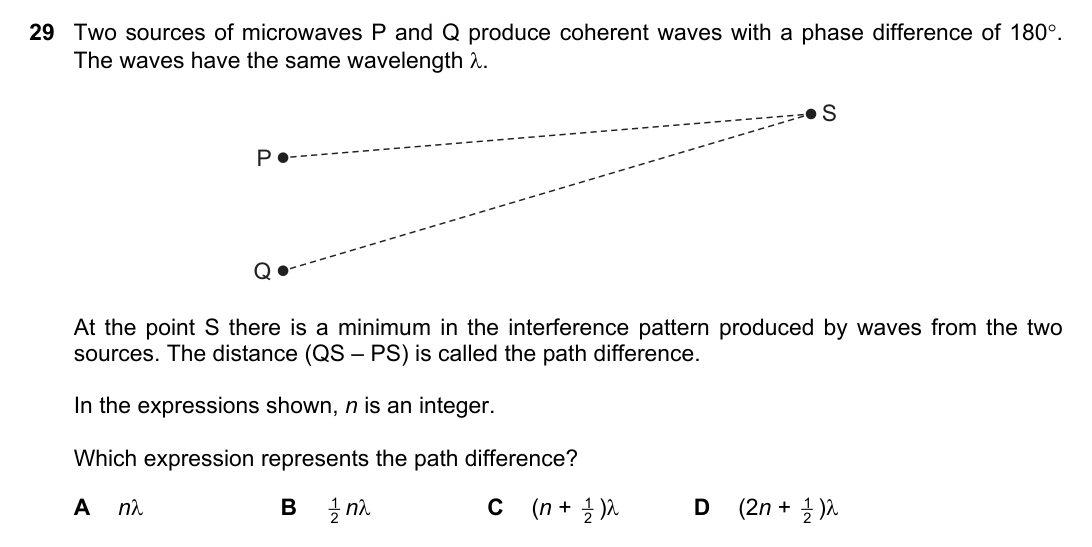 29 Two sources of microwaves P and Q produce coherent waves with a phase difference of 180°.
The waves have the same wavelength λ.
S
P
Q
At the point S there is a minimum in the interference pattern produced by waves from the two
sources. The distance (QS – PS) is called the path difference.
In the expressions shown, n is an integer.
Which expression represents the path difference?
A nλ B ½nλ C (n + ½)λ D (2n + ½)λ